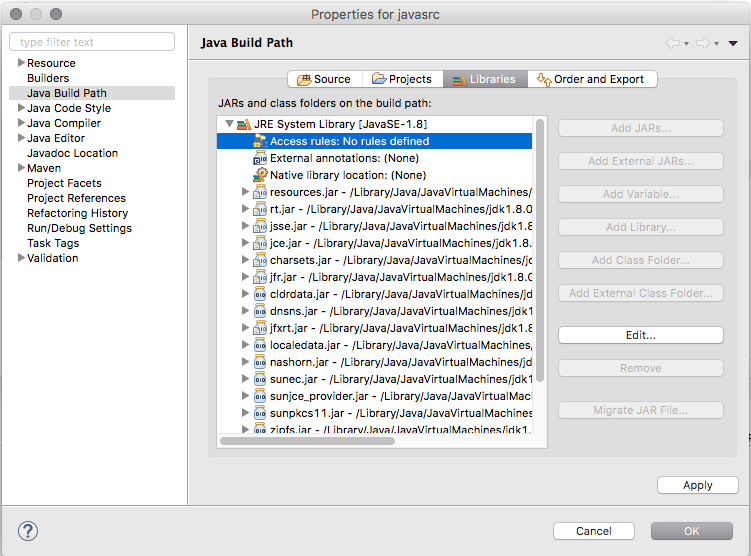 Properties for javasrc
type filter text
Resource
Builders
Java Build Path
Java Code Style
Java Compiler
Java Editor
Javadoc Location
Maven
Project Facets
Project References
Refactoring History
Run/Debug Settings
Task Tags
Validation
Java Build Path
Source Projects Libraries Order and Export
JARs and class folders on the build path:
JRE System Library [JavaSE-1.8]
Access rules: No rules defined
External annotations: (None)
Native library location: (None)
resources.jar - /Library/Java/JavaVirtualMachines/
rt.jar - /Library/Java/JavaVirtualMachines/jdk1.8.0
jsse.jar - /Library/Java/JavaVirtualMachines/jdk1.
jce.jar - /Library/Java/JavaVirtualMachines/jdk1.8.
charsets.jar - /Library/Java/JavaVirtualMachines/j
jfr.jar - /Library/Java/JavaVirtualMachines/jdk1.8.0
cldrdata.jar - /Library/Java/JavaVirtualMachines/jd
dnsns.jar - /Library/Java/JavaVirtualMachines/jdk1
jfxrt.jar - /Library/Java/JavaVirtualMachines/jdk1.8
localedata.jar - /Library/Java/JavaVirtualMachines/
nashorn.jar - /Library/Java/JavaVirtualMachines/jd
sunec.jar - /Library/Java/JavaVirtualMachines/jdk1
sunjce_provider.jar - /Library/Java/JavaVirtualMac
sunpkcs11.jar - /Library/Java/JavaVirtualMachines/
zipfs.jar - /Library/Java/JavaVirtualMachines/jdk1.
Add JARs...
Add External JARs...
Add Variable...
Add Library...
Add Class Folder...
Add External Class Folder...
Edit...
Remove
Migrate JAR File...
Apply
?
Cancel
OK